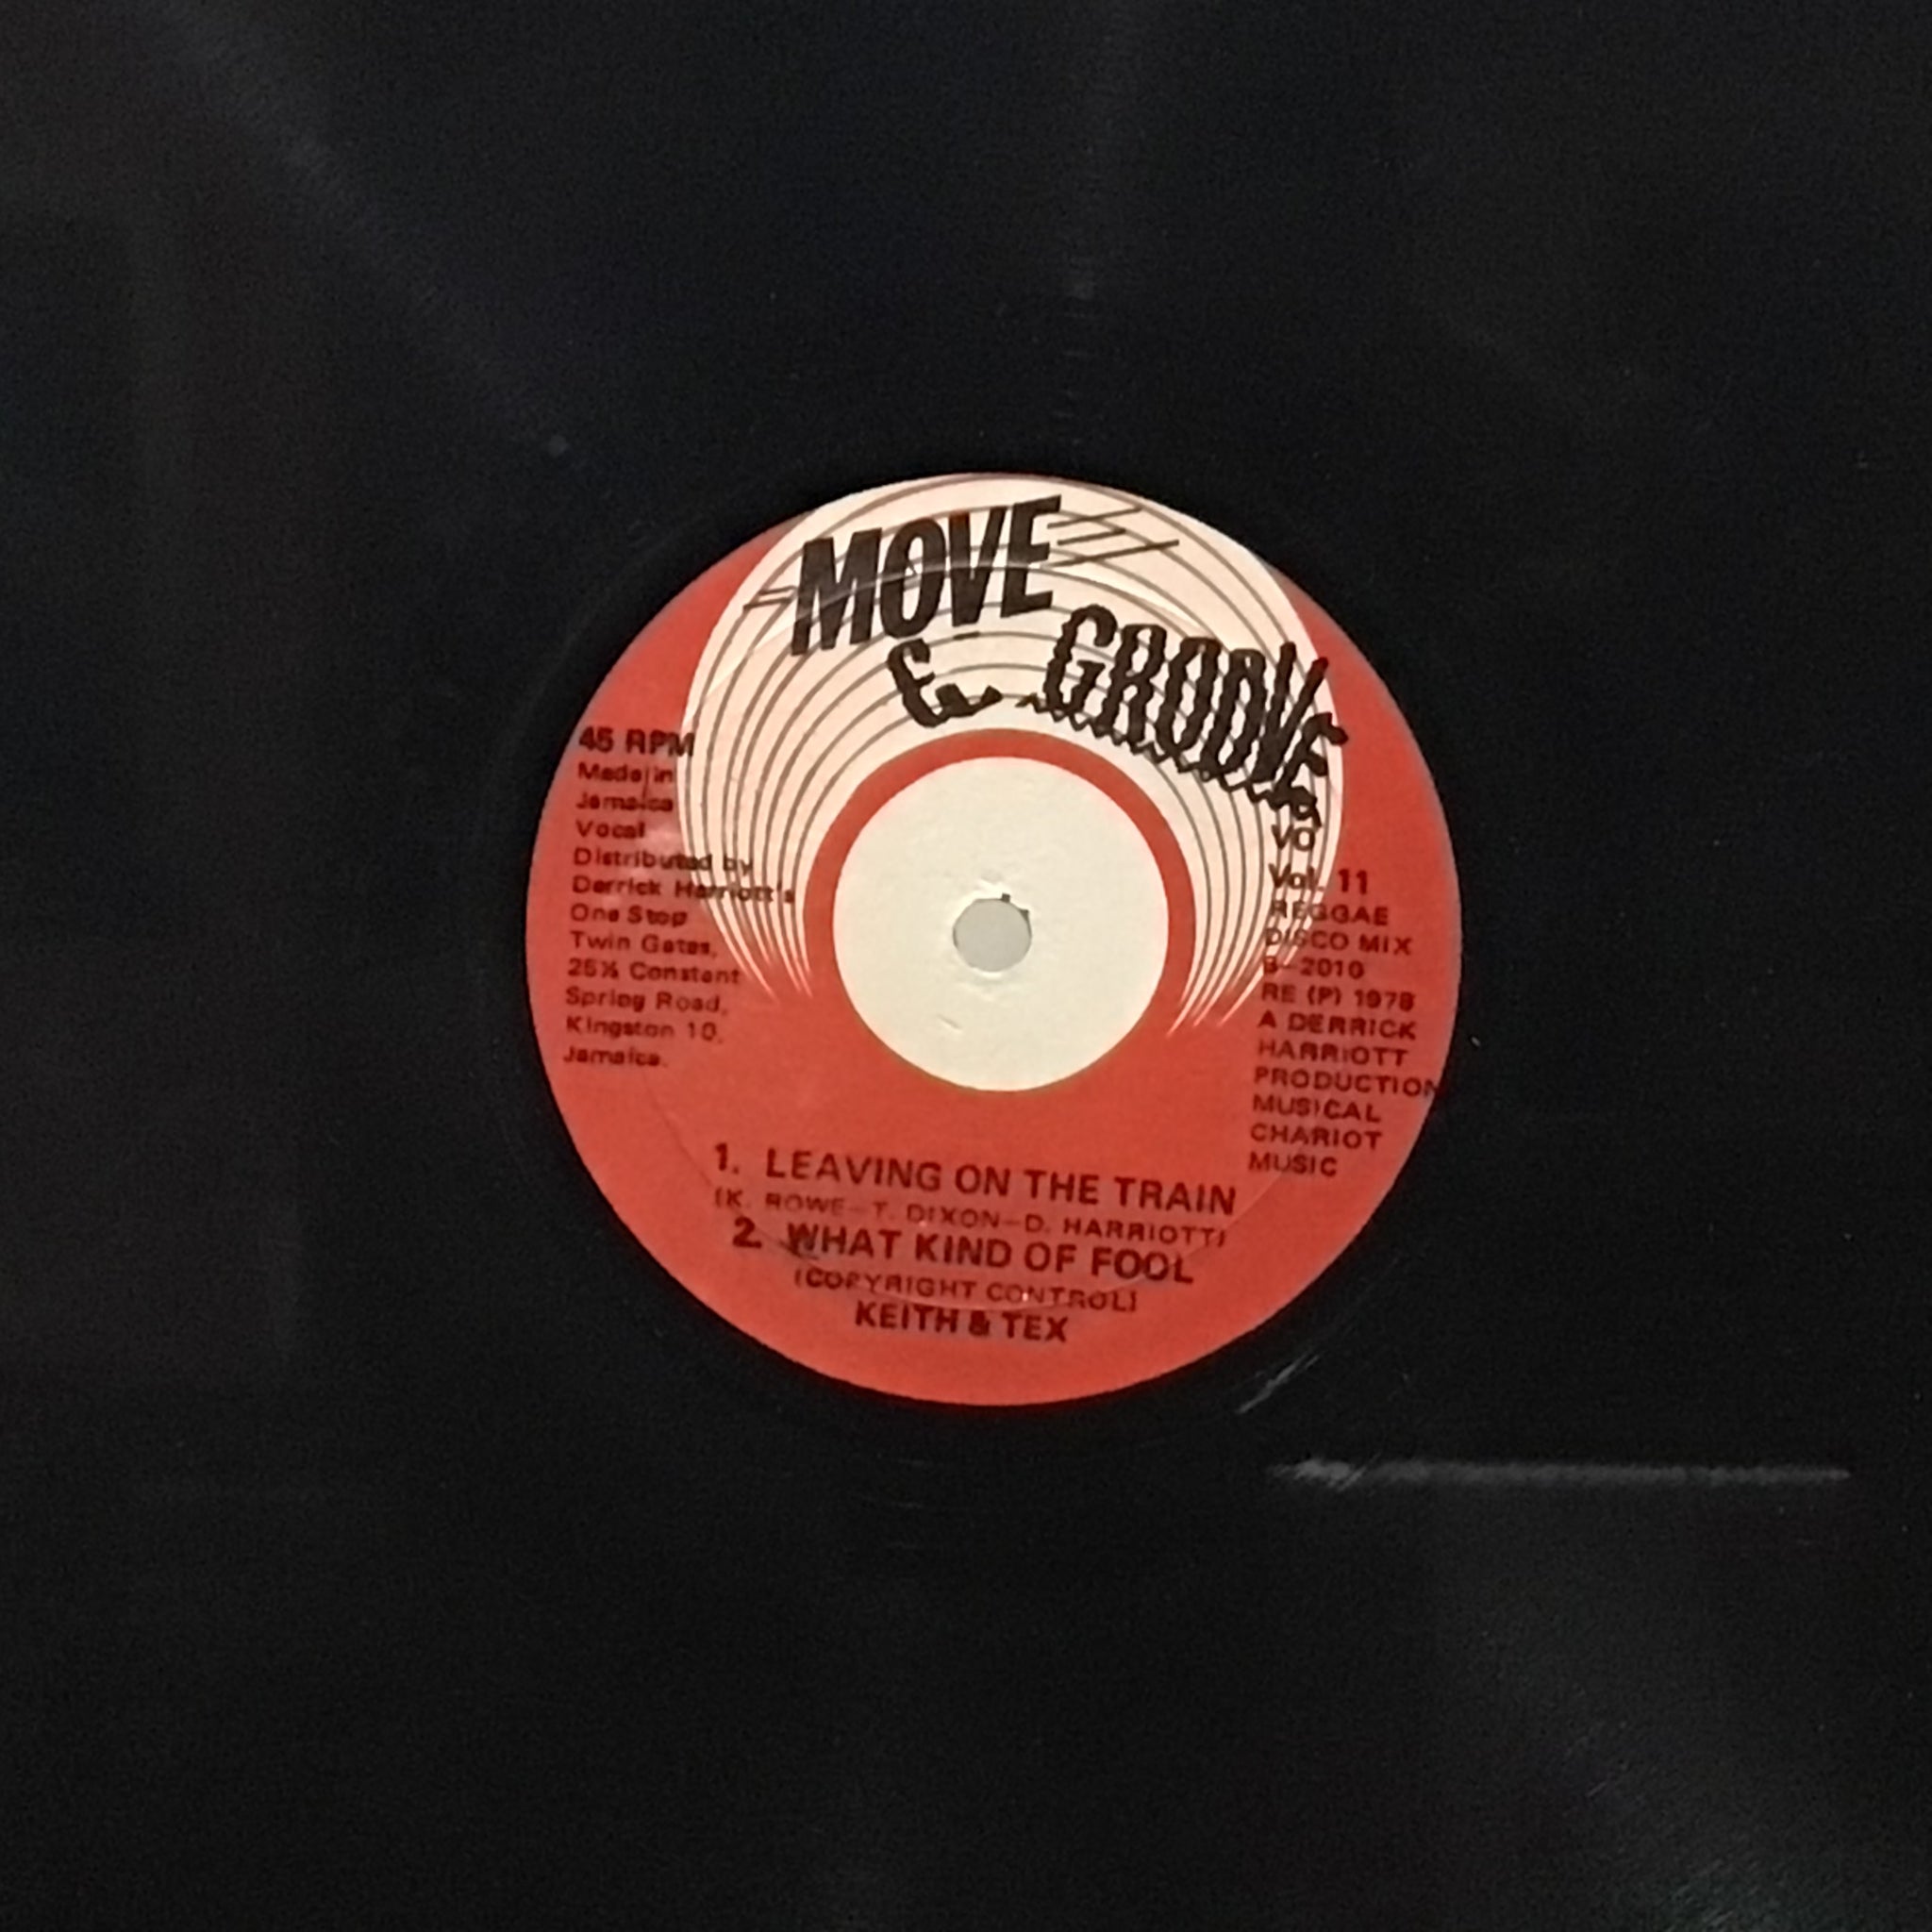 MOVE
& GROOVE
45 RPM
Made in
Jamaica
Vocal
Distributed by
Derrick Harriott's
One Stop
Twin Gates,
25½ Constant
Spring Road,
Kingston 10,
Jamaica.
VO
Vol. 11
REGGAE
DISCO MIX
B-2010
RE (P) 1978
A DERRICK
HARRIOTT
PRODUCTION
MUSICAL
CHARIOT
MUSIC
1. LEAVING ON THE TRAIN
(K. ROWE-T. DIXON-D. HARRIOTT)
2. WHAT KIND OF FOOL
(COPYRIGHT CONTROL)
KEITH & TEX